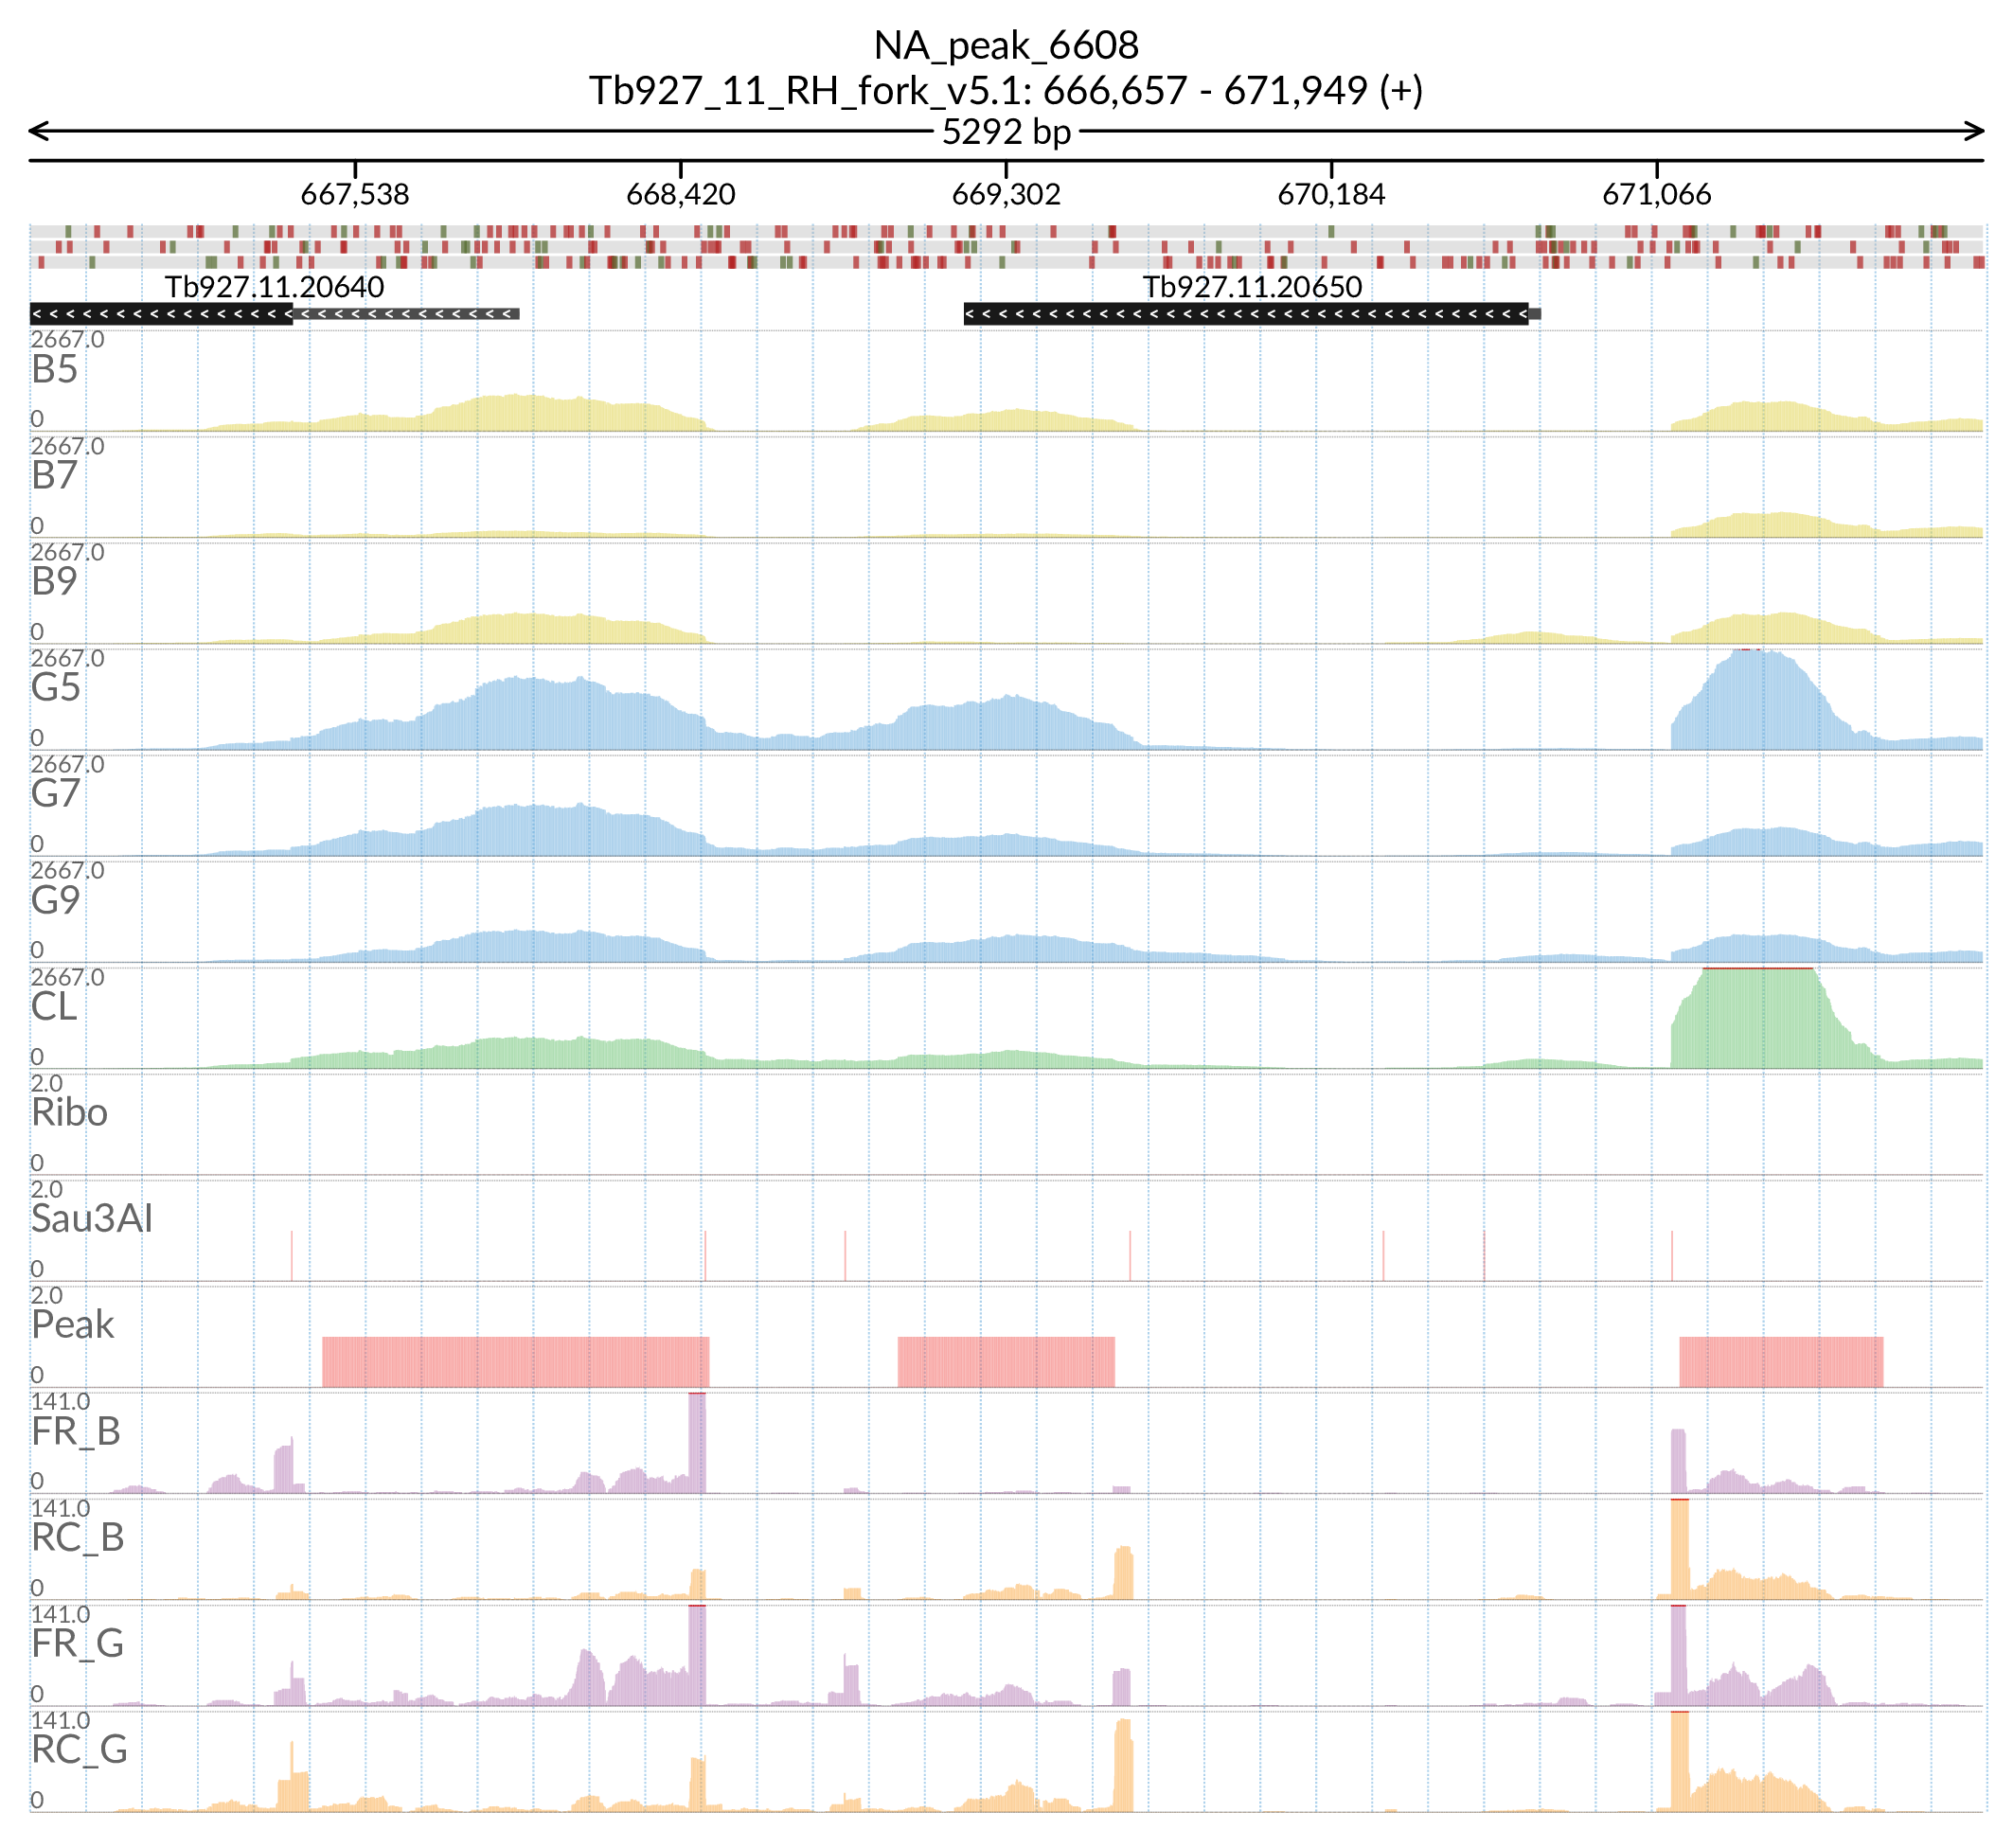 NA_peak_6608
Tb927_11_RH_fork_v5.1: 666,657 - 671,949 (+)
5292 bp
667,538 668,420 669,302 670,184 671,066
Tb927.11.20640 Tb927.11.20650
2667.0
B5
0
2667.0
B7
0
2667.0
B9
0
2667.0
G5
0
2667.0
G7
0
2667.0
G9
0
2667.0
CL
0
2.0
Ribo
0
2.0
Sau3AI
0
2.0
Peak
0
141.0
FR_B
0
141.0
RC_B
0
141.0
FR_G
0
141.0
RC_G
0